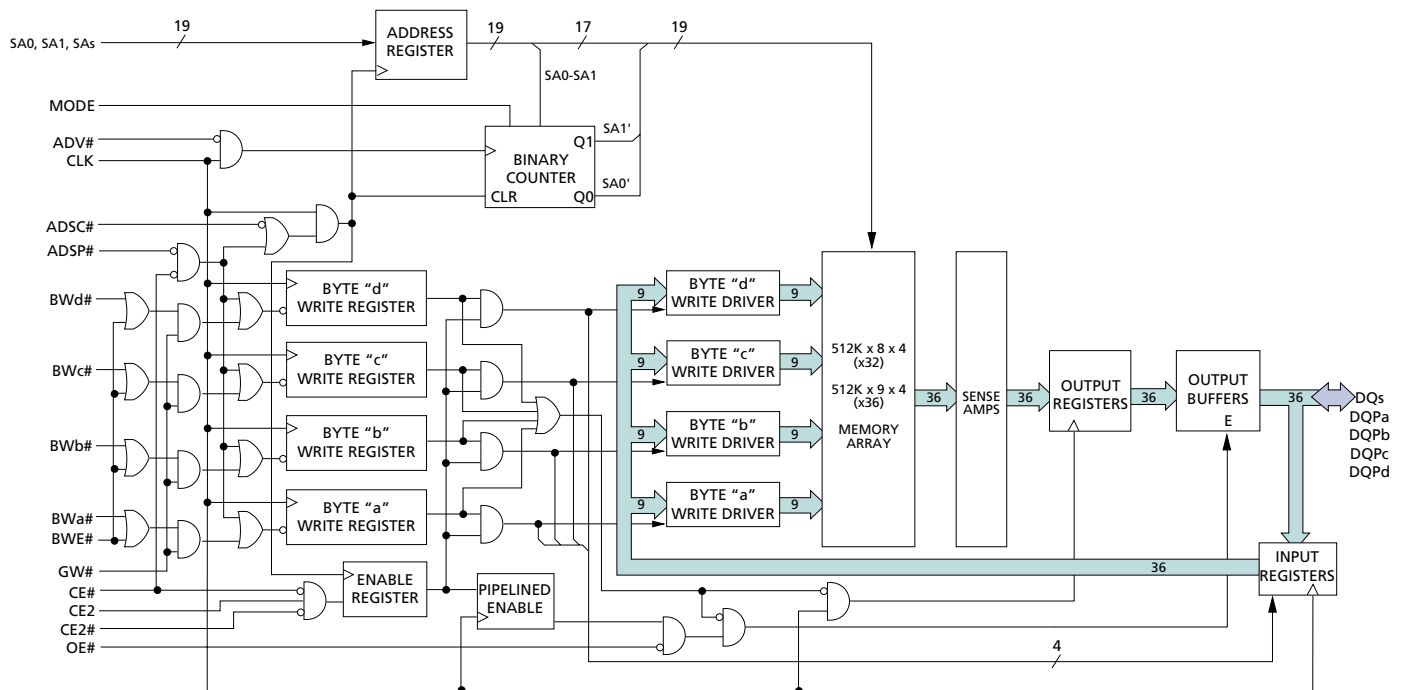 19
SA0, SA1, SAs
ADDRESS
REGISTER
19
17
19
SA0-SA1
MODE
ADV#
CLK
BINARY
COUNTER
CLR
Q1
Q0
SA1'
SA0'
ADSC#
ADSP#
BWd#
BYTE “d”
WRITE REGISTER
9
BYTE “d”
WRITE DRIVER
9
BWc#
BYTE “c”
WRITE REGISTER
9
BYTE “c”
WRITE DRIVER
9
BWb#
BYTE “b”
WRITE REGISTER
9
BYTE “b”
WRITE DRIVER
9
BWa#
BWE#
BYTE “a”
WRITE REGISTER
9
BYTE “a”
WRITE DRIVER
9
512K x 8 x 4
(x32)
512K x 9 x 4
(x36)
MEMORY
ARRAY
36
SENSE
AMPS
36
OUTPUT
REGISTERS
36
OUTPUT
BUFFERS
E
36
DQs
DQPa
DQPb
DQPc
DQPd
GW#
CE#
CE2
CE2#
OE#
ENABLE
REGISTER
PIPELINED
ENABLE
36
INPUT
REGISTERS
4